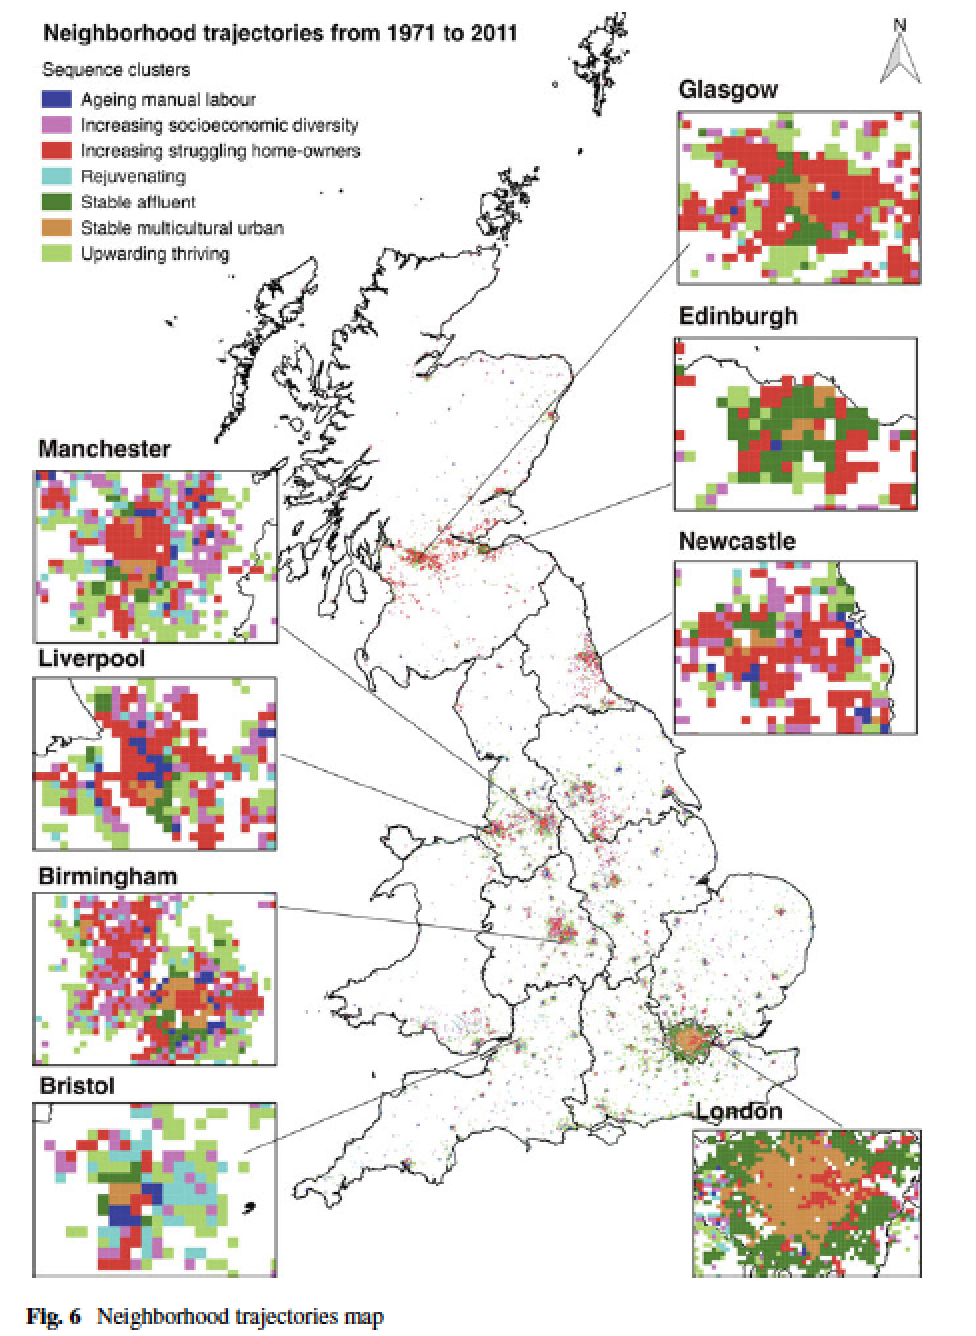 Neighborhood trajectories from 1971 to 2011
Sequence clusters
Ageing manual labour
Increasing socioeconomic diversity
Increasing struggling home-owners
Rejuvenating
Stable affluent
Stable multicultural urban
Upwarding thriving
N
Glasgow
Edinburgh
Manchester
Newcastle
Liverpool
Birmingham
Bristol
London
Fig. 6 Neighborhood trajectories map